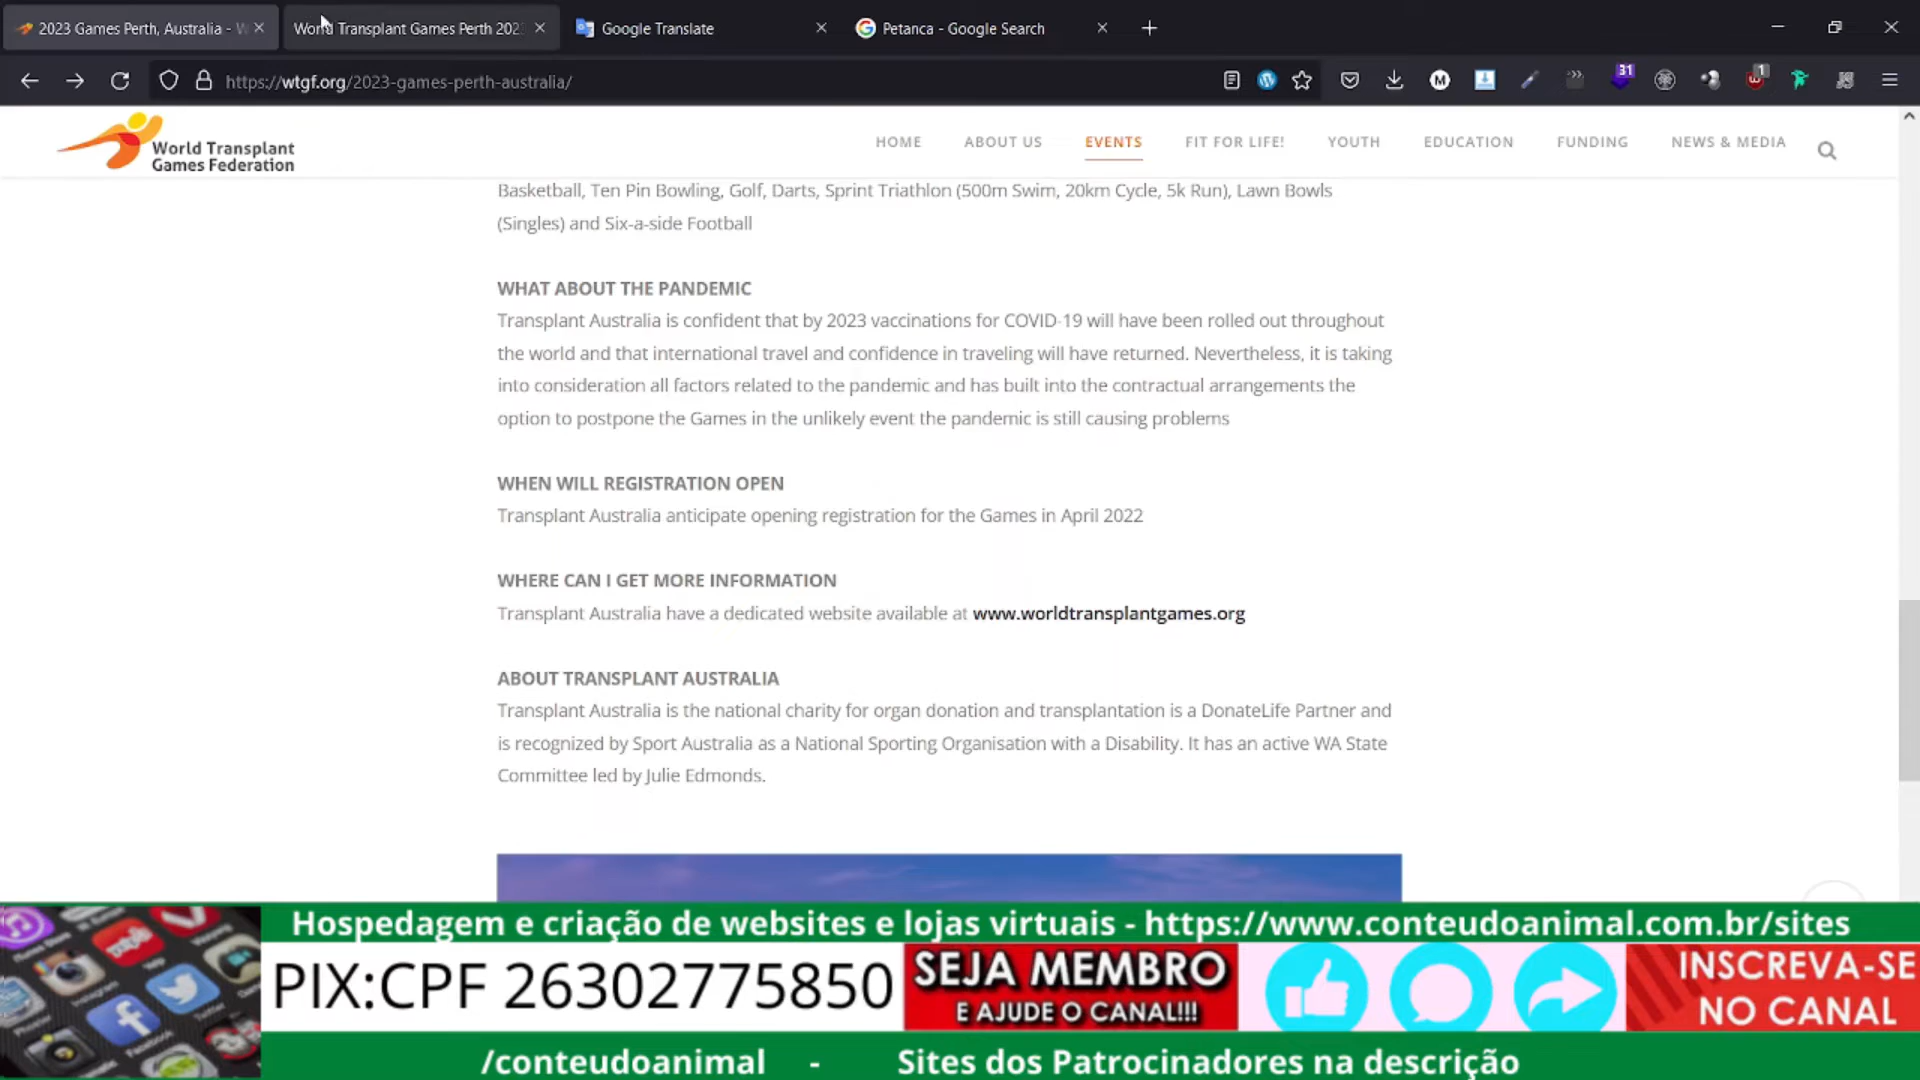 2023 Games Perth, Australia - W
World Transplant Games Perth 202
Google Translate
Petanca - Google Search
https://wtgf.org/2023-games-perth-australia/
31
1
World Transplant
Games Federation
HOME
ABOUT US
EVENTS
FIT FOR LIFE!
YOUTH
EDUCATION
FUNDING
NEWS & MEDIA
Basketball, Ten Pin Bowling, Golf, Darts, Sprint Triathlon (500m Swim, 20km Cycle, 5k Run), Lawn Bowls
(Singles) and Six-a-side Football
WHAT ABOUT THE PANDEMIC
Transplant Australia is confident that by 2023 vaccinations for COVID-19 will have been rolled out throughout
the world and that international travel and confidence in traveling will have returned. Nevertheless, it is taking
into consideration all factors related to the pandemic and has built into the contractual arrangements the
option to postpone the Games in the unlikely event the pandemic is still causing problems
WHEN WILL REGISTRATION OPEN
Transplant Australia anticipate opening registration for the Games in April 2022
WHERE CAN I GET MORE INFORMATION
Transplant Australia have a dedicated website available at www.worldtransplantgames.org
ABOUT TRANSPLANT AUSTRALIA
Transplant Australia is the national charity for organ donation and transplantation is a DonateLife Partner and
is recognized by Sport Australia as a National Sporting Organisation with a Disability. It has an active WA State
Committee led by Julie Edmonds.
Hospedagem e criação de websites e lojas virtuais - https://www.conteudoanimal.com.br/sites
PIX:CPF 26302775850
SEJA MEMBRO
E AJUDE O CANAL!!!
INSCREVA-SE
NO CANAL
/conteudoanimal - Sites dos Patrocinadores na descrição